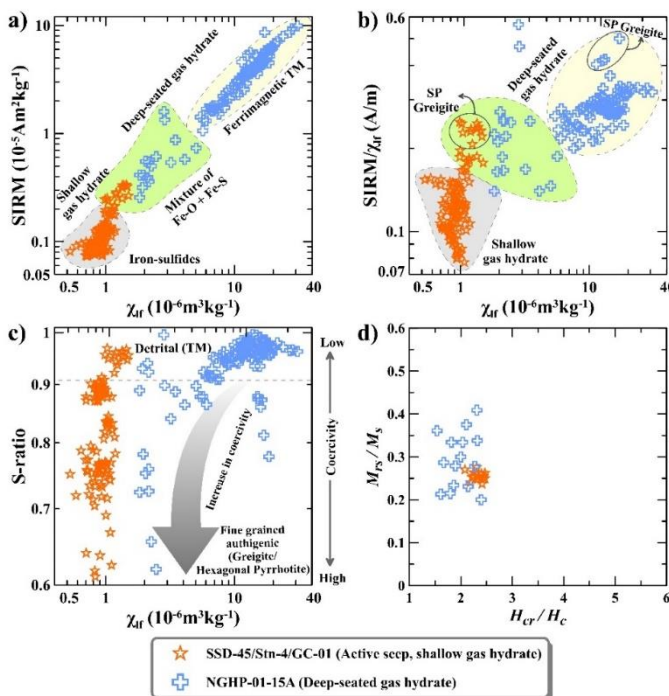 a)
10
1
0.1
0.05
SIRM (10⁻⁵Am²kg⁻¹)
Shallow
gas hydrate
Deep-seated gas hydrate
Ferrimagnetic TM
Mixture of
Fe-O + Fe-S
Iron-sulfides
0.5 1 10 40
χlf (10⁻⁶m³kg⁻¹)
b)
0.6
0.1
0.07
SIRM/χlf (A/m)
SP Greigite
Deep-seated
gas hydrate
SP
Greigite
Shallow
gas hydrate
0.5 1 10 40
χlf (10⁻⁶m³kg⁻¹)
c)
1
0.9
0.8
0.7
0.6
S-ratio
Detrital (TM)
Increase in coercivity
Fine grained
authigenic
(Greigite/
Hexagonal Pyrrhotite)
Low
Coercivity
High
0.5 1 10 40
χlf (10⁻⁶m³kg⁻¹)
d)
0.6
0.5
0.4
0.3
0.2
0.1
0
Mrs / Ms
1 2 3 4 5 6
Hcr / Hc
SSD-45/Stn-4/GC-01 (Active seep, shallow gas hydrate)
NGHP-01-15A (Deep-seated gas hydrate)